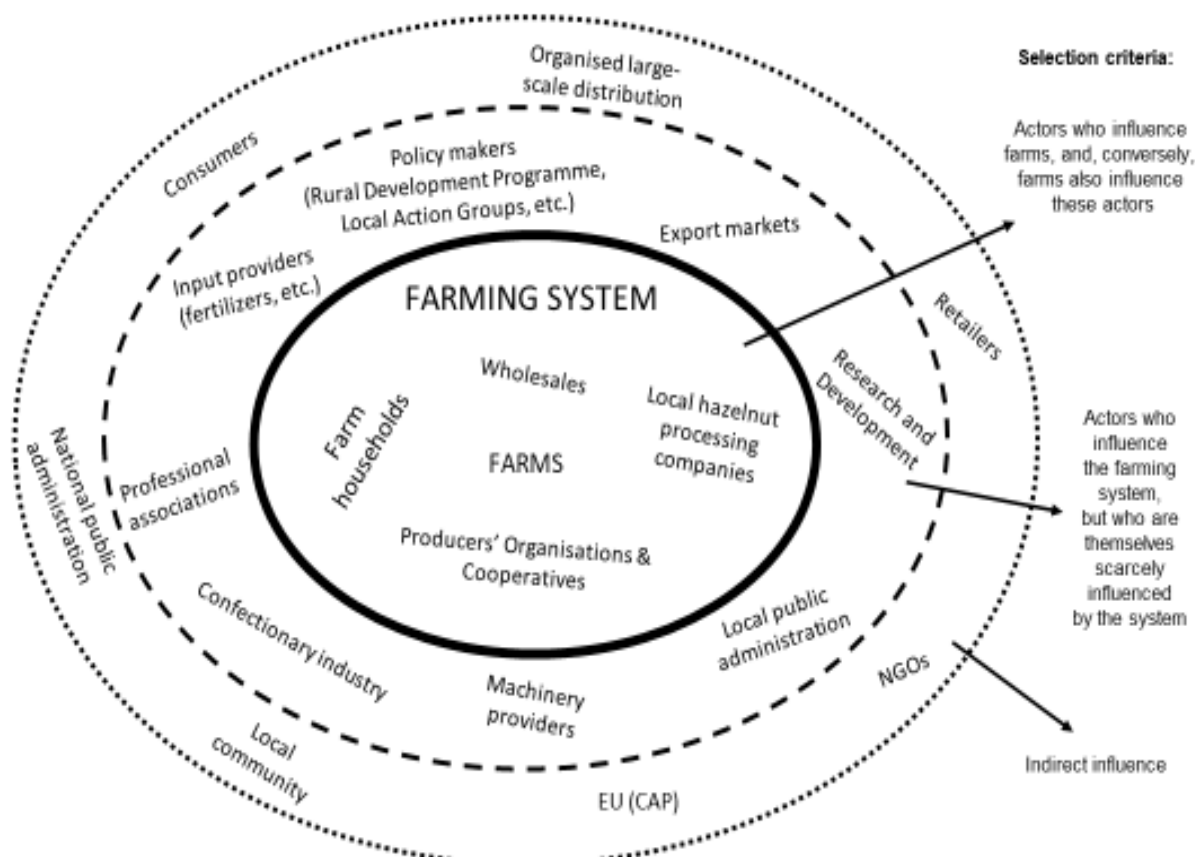 Organised large-
scale distribution
Selection criteria:
Consumers
Policy makers
(Rural Development Programme,
Local Action Groups, etc.)
Actors who influence
farms, and, conversely,
farms also influence
these actors
Export markets
Input providers
(fertilizers, etc.)
FARMING SYSTEM
Retailers
Wholesales
Local hazelnut
processing
companies
Research and
Development
Farm
households
FARMS
Actors who
influence
the farming
system,
but who are
themselves
scarcely
influenced
by the system
National public
administration
Professional
associations
Producers' Organisations &
Cooperatives
Confectionary industry
Local public
administration
Machinery
providers
NGOs
Local
community
EU (CAP)
Indirect influence